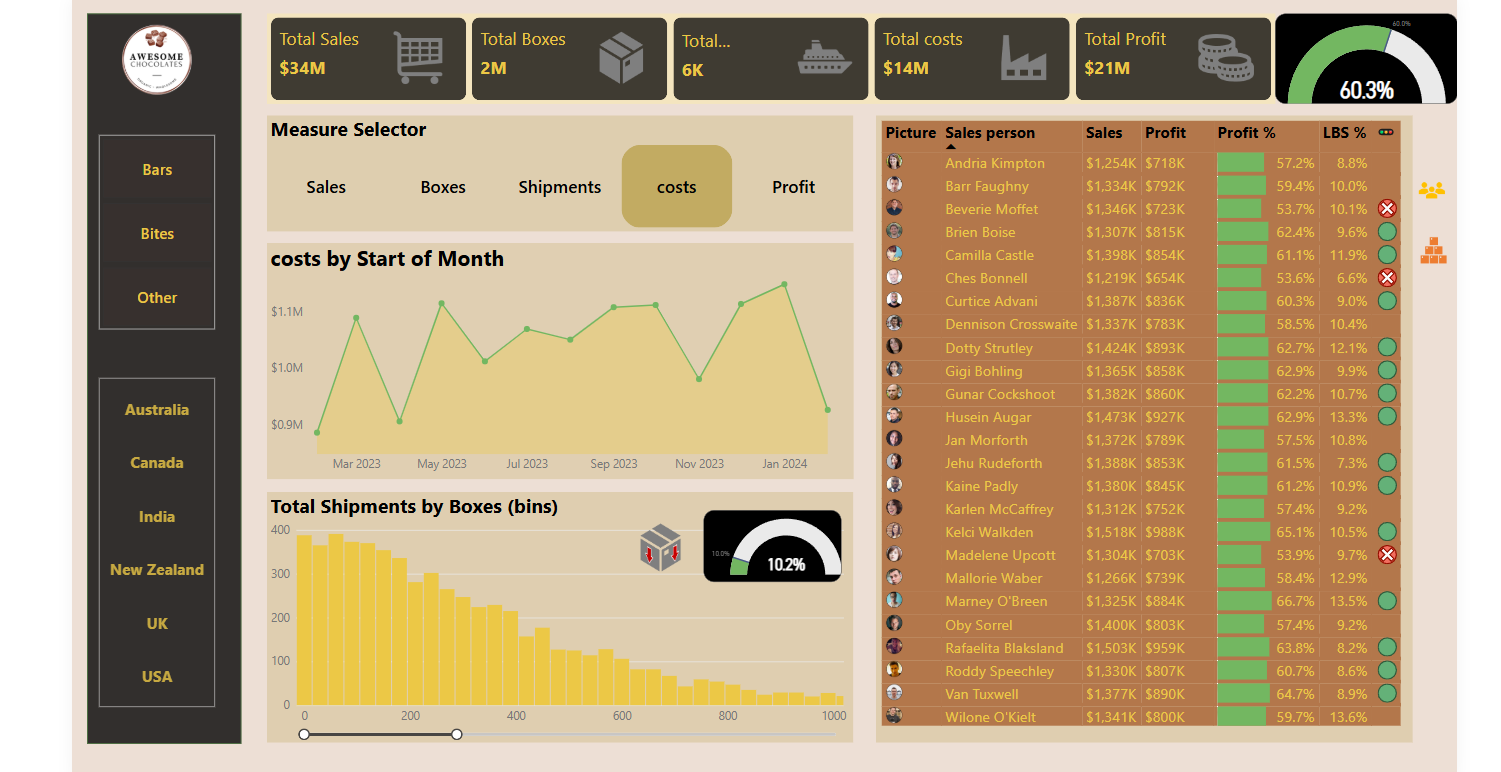 AWESOME
CHOCOLATES
Bars
Bites
Other
Australia
Canada
India
New Zealand
UK
USA
Total Sales
$34M
Total Boxes
2M
Total...
6K
Total costs
$14M
Total Profit
$21M
60.0%
60.3%
Measure Selector
Sales Boxes Shipments costs Profit
costs by Start of Month
$1.1M
$1.0M
$0.9M
Mar 2023 May 2023 Jul 2023 Sep 2023 Nov 2023 Jan 2024
Total Shipments by Boxes (bins)
400
300
200
100
0
0 200 400 600 800 1000
10.0%
10.2%
Picture Sales person Sales Profit Profit % LBS %
Andria Kimpton $1,254K $718K 57.2% 8.8%
Barr Faughny $1,334K $792K 59.4% 10.0%
Beverie Moffet $1,346K $723K 53.7% 10.1%
Brien Boise $1,307K $815K 62.4% 9.6%
Camilla Castle $1,398K $854K 61.1% 11.9%
Ches Bonnell $1,219K $654K 53.6% 6.6%
Curtice Advani $1,387K $836K 60.3% 9.0%
Dennison Crosswaite $1,337K $783K 58.5% 10.4%
Dotty Strutley $1,424K $893K 62.7% 12.1%
Gigi Bohling $1,365K $858K 62.9% 9.9%
Gunar Cockshoot $1,382K $860K 62.2% 10.7%
Husein Augar $1,473K $927K 62.9% 13.3%
Jan Morforth $1,372K $789K 57.5% 10.8%
Jehu Rudeforth $1,388K $853K 61.5% 7.3%
Kaine Padly $1,380K $845K 61.2% 10.9%
Karlen McCaffrey $1,312K $752K 57.4% 9.2%
Kelci Walkden $1,518K $988K 65.1% 10.5%
Madelene Upcott $1,304K $703K 53.9% 9.7%
Mallorie Waber $1,266K $739K 58.4% 12.9%
Marney O'Breen $1,325K $884K 66.7% 13.5%
Oby Sorrel $1,400K $803K 57.4% 9.2%
Rafaelita Blaksland $1,503K $959K 63.8% 8.2%
Roddy Speechley $1,330K $807K 60.7% 8.6%
Van Tuxwell $1,377K $890K 64.7% 8.9%
Wilone O'Kielt $1,341K $800K 59.7% 13.6%